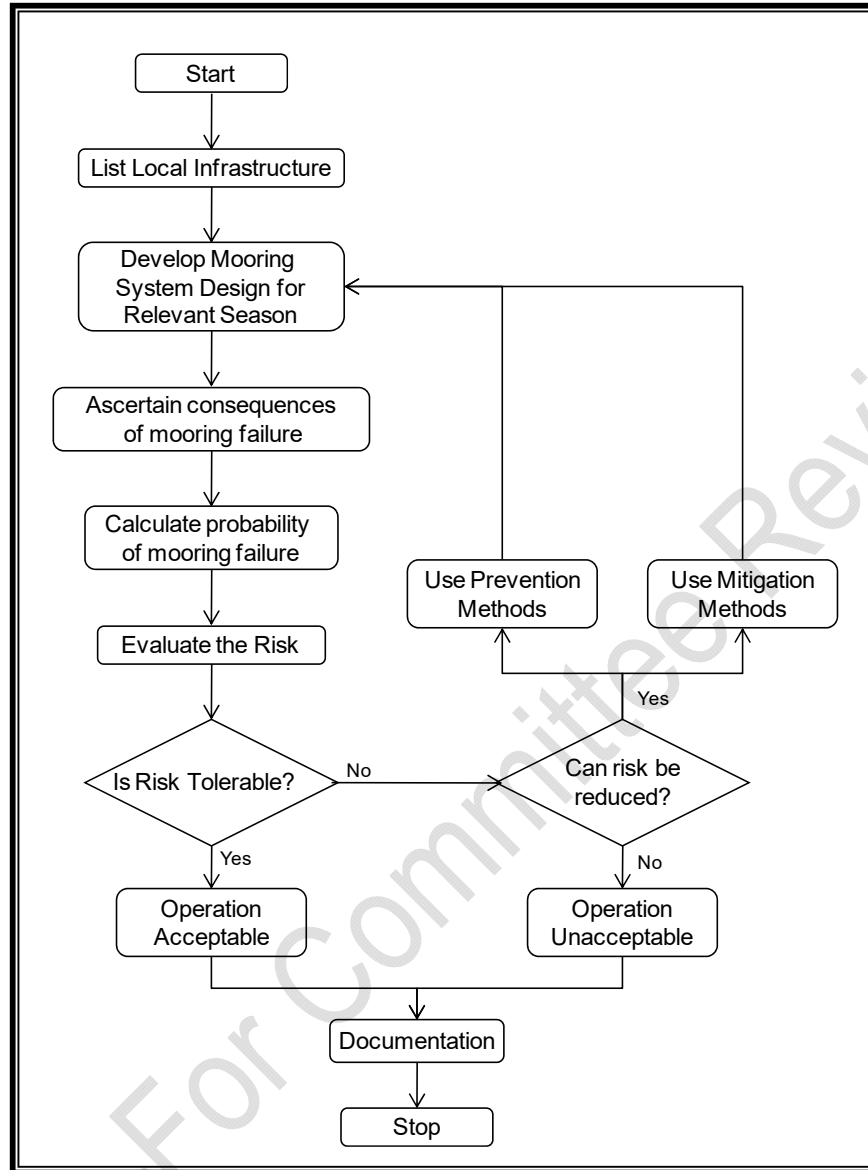 Start
List Local Infrastructure
Develop Mooring
System Design for
Relevant Season
Ascertain consequences
of mooring failure
Calculate probability
of mooring failure
Use Prevention
Methods
Use Mitigation
Methods
Evaluate the Risk
Yes
Is Risk Tolerable?
No
Can risk be
reduced?
Yes
No
Operation
Acceptable
Operation
Unacceptable
Documentation
Stop
For Committee Revi